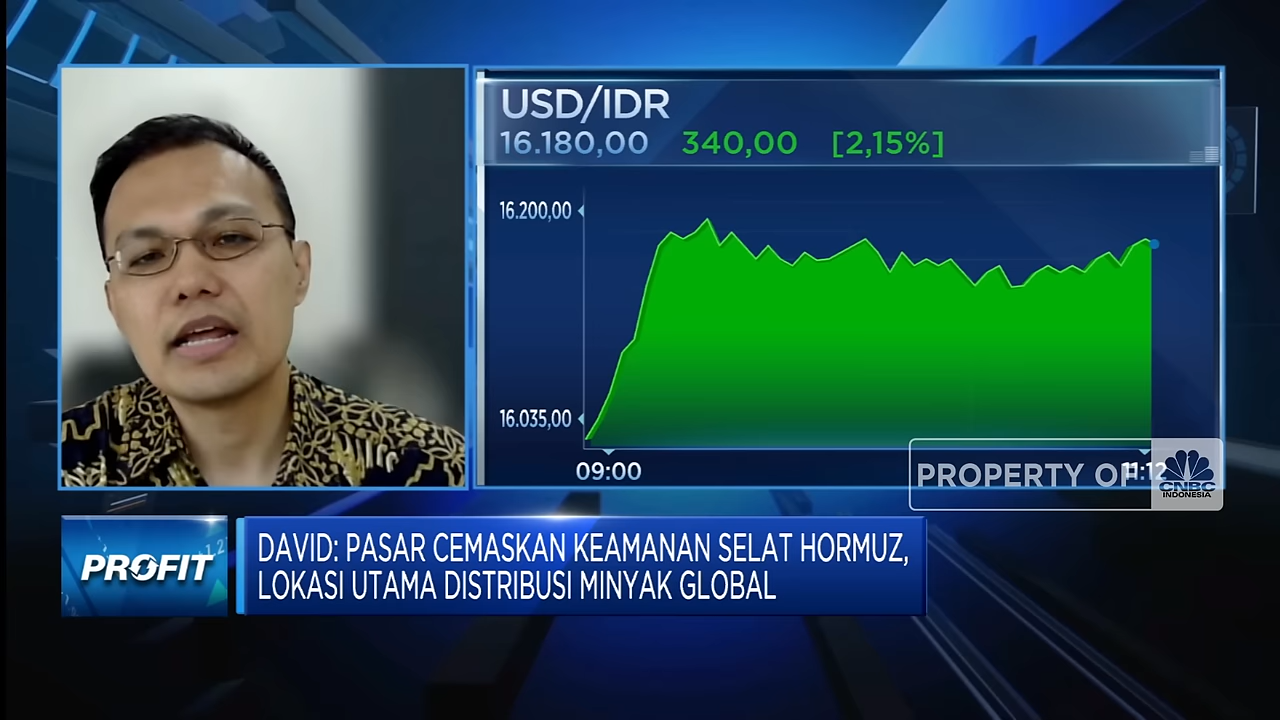 USD/IDR
16.180,00 340,00 [2,15%]
16.200,00
16.035,00
09:00
11:12
PROPERTY OF
CNBC
INDONESIA
PROFIT
DAVID: PASAR CEMASKAN KEAMANAN SELAT HORMUZ,
LOKASI UTAMA DISTRIBUSI MINYAK GLOBAL